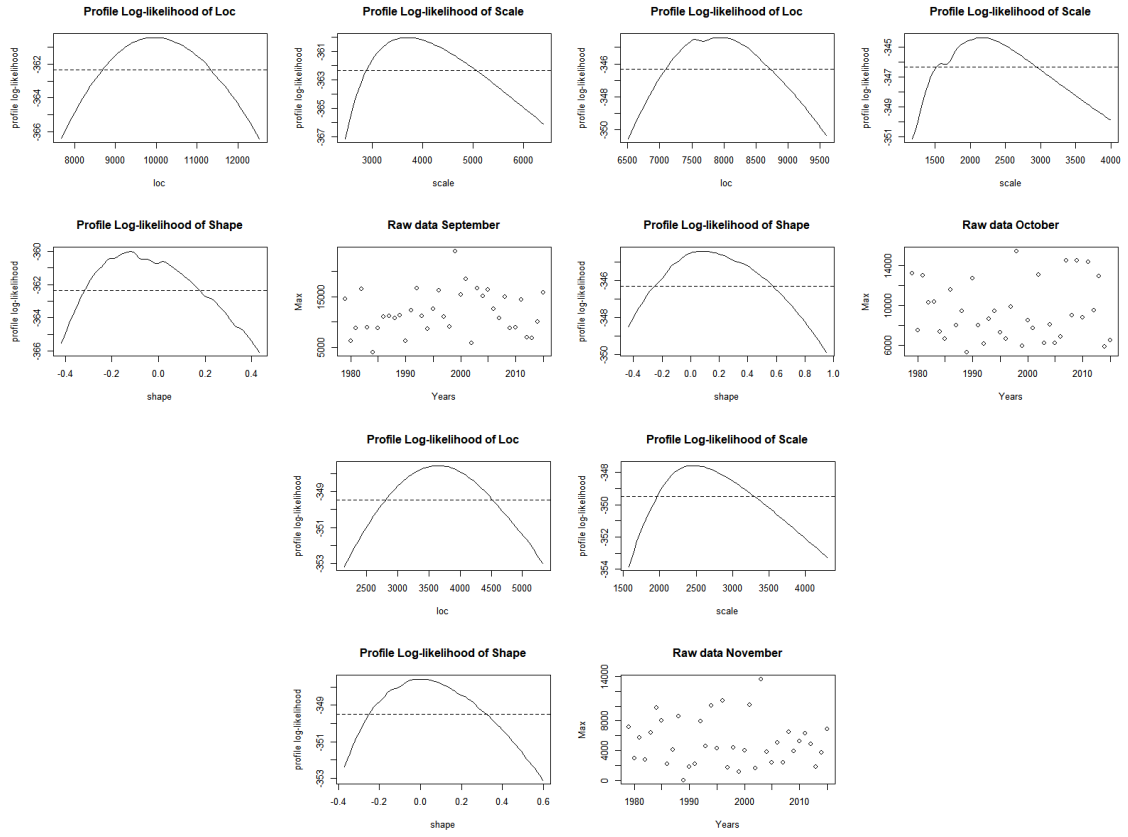 Profile Log-likelihood of Loc
profile log-likelihood
-366 -364 -362
8000 9000 10000 11000 12000
loc
Profile Log-likelihood of Scale
profile log-likelihood
-367 -365 -363 -361
3000 4000 5000 6000
scale
Profile Log-likelihood of Loc
profile log-likelihood
-350 -348 -346
6500 7000 7500 8000 8500 9000 9500
loc
Profile Log-likelihood of Scale
profile log-likelihood
-351 -349 -347 -345
1500 2000 2500 3000 3500 4000
scale
Profile Log-likelihood of Shape
profile log-likelihood
-366 -364 -362 -360
-0.4 -0.2 0.0 0.2 0.4
shape
Raw data September
Max
5000 15000
1980 1990 2000 2010
Years
Profile Log-likelihood of Shape
profile log-likelihood
-350 -348 -346
-0.4 -0.2 0.0 0.2 0.4 0.6 0.8 1.0
shape
Raw data October
Max
6000 10000 14000
1980 1990 2000 2010
Years
Profile Log-likelihood of Loc
profile log-likelihood
-353 -351 -349
2500 3000 3500 4000 4500 5000
loc
Profile Log-likelihood of Scale
profile log-likelihood
-354 -352 -350 -348
1500 2000 2500 3000 3500 4000
scale
Profile Log-likelihood of Shape
profile log-likelihood
-353 -351 -349
-0.4 -0.2 0.0 0.2 0.4 0.6
shape
Raw data November
Max
0 4000 8000 14000
1980 1990 2000 2010
Years